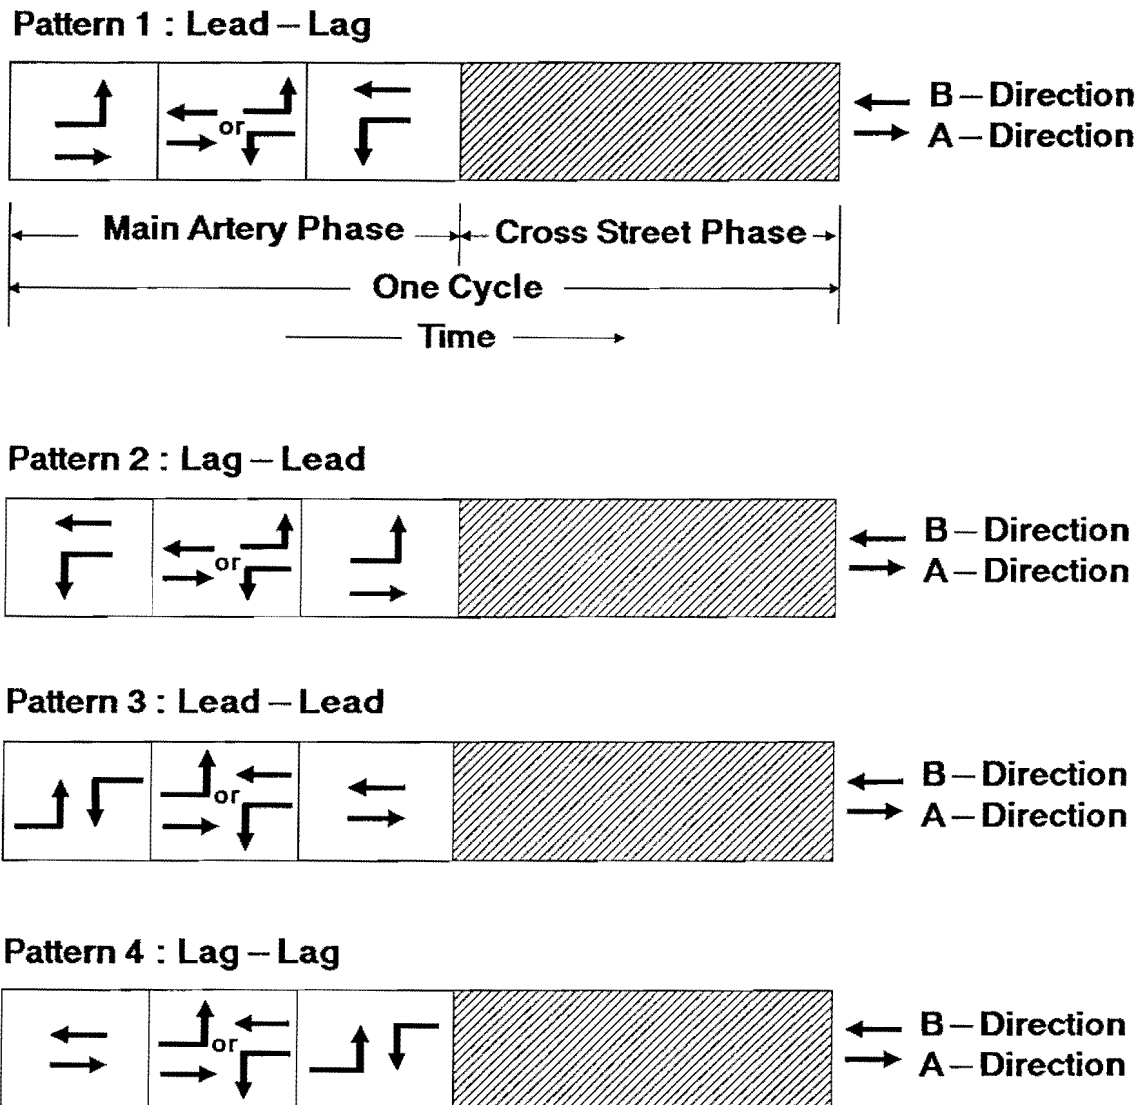 Pattern 1 : Lead – Lag
or
B – Direction
A – Direction
Main Artery Phase
Cross Street Phase
One Cycle
Time
Pattern 2 : Lag – Lead
or
B – Direction
A – Direction
Pattern 3 : Lead – Lead
or
B – Direction
A – Direction
Pattern 4 : Lag – Lag
or
B – Direction
A – Direction